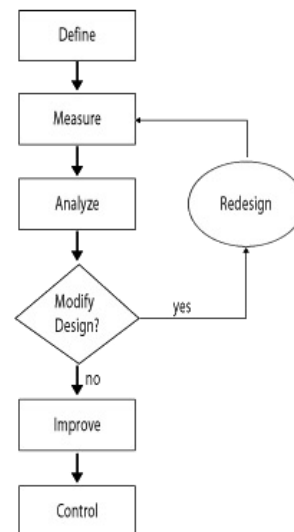 Define
Measure
Analyze
Redesign
Modify
Design?
yes
no
Improve
Control